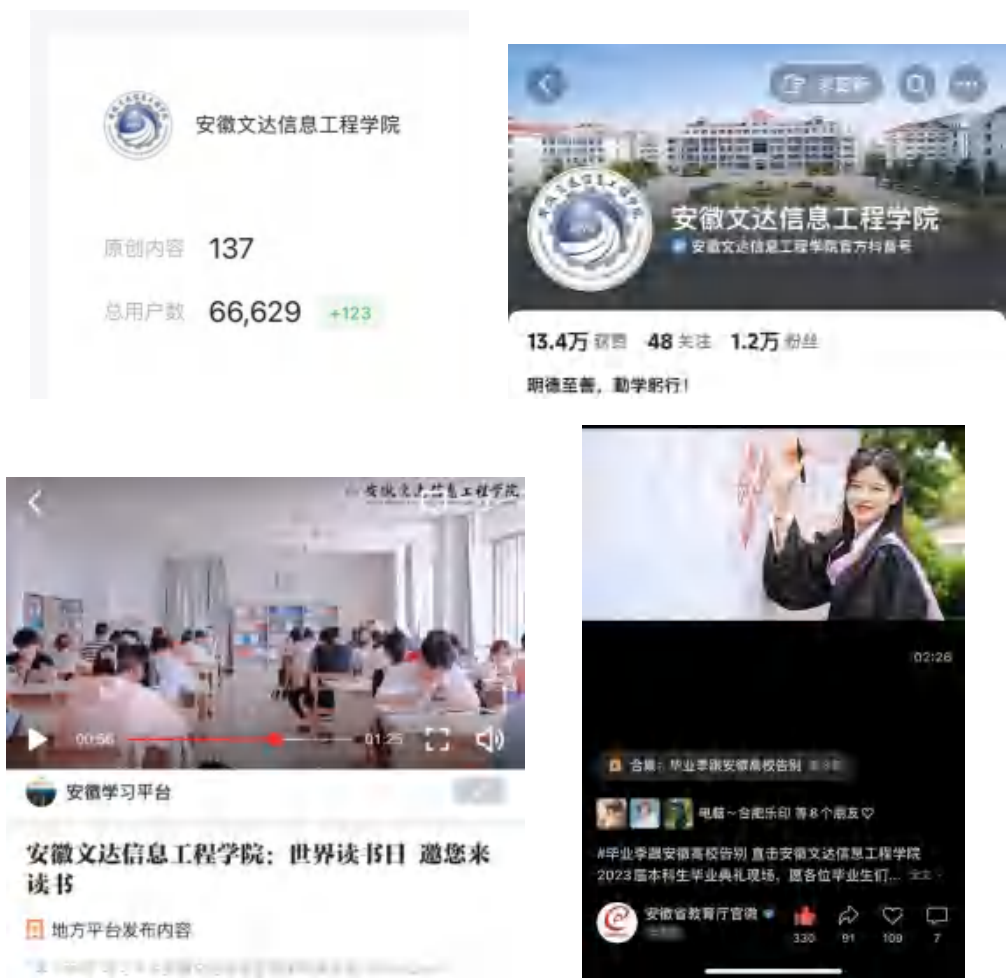 安徽文达信息工程学院
原创内容 137
总用户数 66,629 +123
安徽文达信息工程学院
安徽文达信息工程学院官方抖音号
13.4万 获赞 48 关注 1.2万 粉丝
明德至善，勤学躬行！
安徽文达信息工程学院
00:56 01:25
安徽学习平台
安徽文达信息工程学院：世界读书日 邀您来
读书
地方平台发布内容
02:26
合集：毕业季跟安徽高校告别
电脑～合肥乐印 等8个朋友♡
#毕业季跟安徽高校告别 直击安徽文达信息工程学院
2023届本科生毕业典礼现场，愿各位毕业生们... 全文
安徽省教育厅官微
330 91 109 7